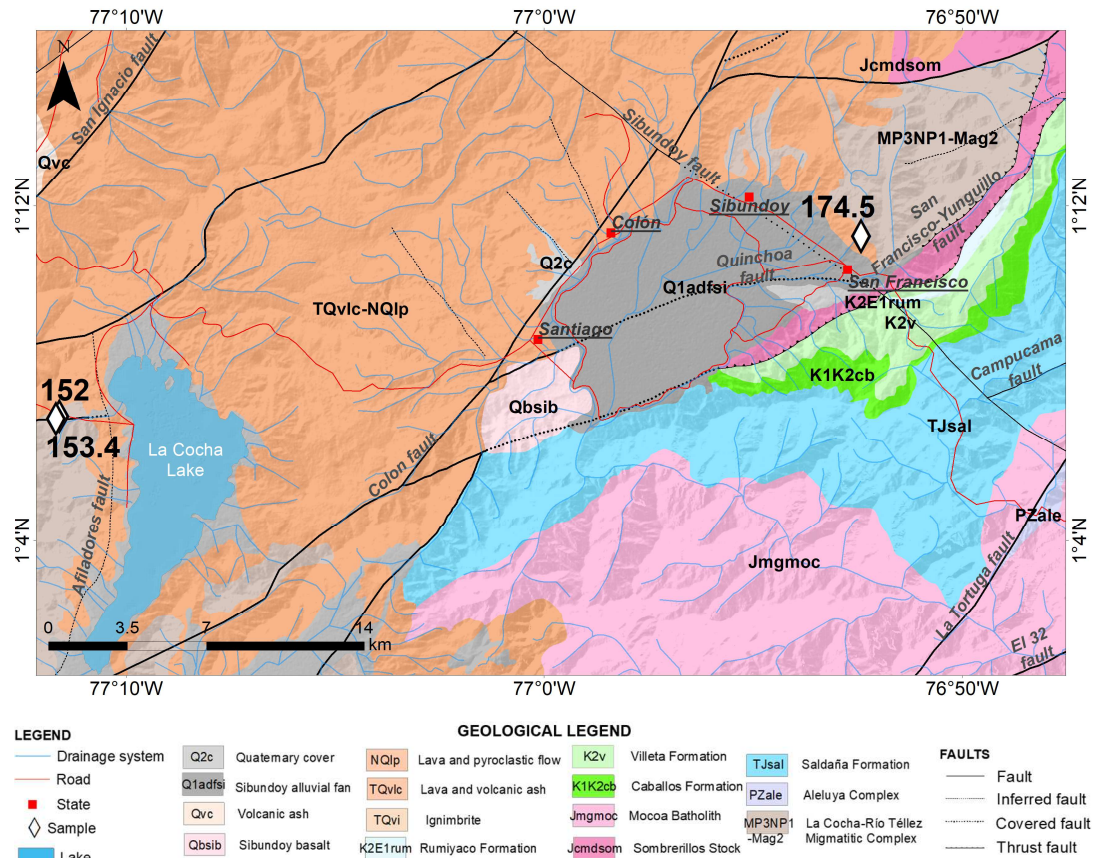 77°10'W 77°0'W 76°50'W
N
San Ignacio fault
Jcmdsom
Qvc
Sibundoy fault
MP3NP1-Mag2
1°12'N
1°12'N
Sibundoy
174.5
San
Francisco-Yunguillo
fault
Colón
Q2c
Quinchoa
fault
Q1adfsi
San Francisco
TQvlc-NQlp
K2E1rum
K2v
Santiago
Campucama
fault
K1K2cb
152
153.4
Qbsib
TJsal
La Cocha
Lake
Colon fault
Afiladores fault
PZale
1°4'N
1°4'N
Jmgmoc
La Tortuga fault
El 32
fault
0 3.5 7 14
km
77°10'W 77°0'W 76°50'W
LEGEND
Drainage system
Road
State
Sample
Lake
GEOLOGICAL LEGEND
Q2c Quaternary cover
Q1adfsi Sibundoy alluvial fan
Qvc Volcanic ash
Qbsib Sibundoy basalt
NQlp Lava and pyroclastic flow
TQvlc Lava and volcanic ash
TQvi Ignimbrite
K2E1rum Rumiyaco Formation
K2v Villeta Formation
K1K2cb Caballos Formation
Jmgmoc Mocoa Batholith
Jcmdsom Sombrerillos Stock
TJsal Saldaña Formation
PZale Aleluya Complex
MP3NP1 La Cocha-Río Téllez
-Mag2 Migmatitic Complex
FAULTS
Fault
Inferred fault
Covered fault
Thrust fault